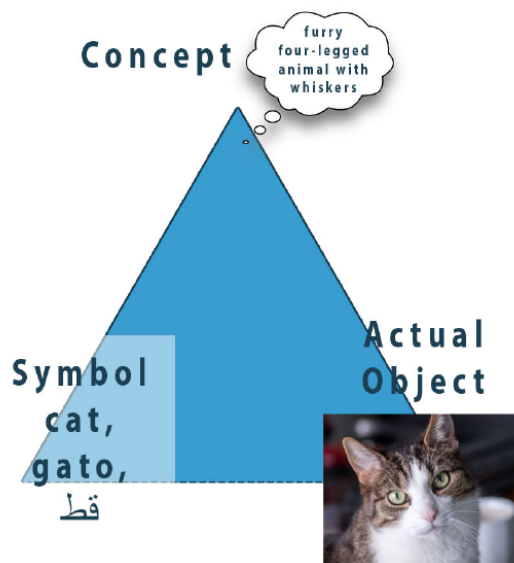 Concept
furry
four-legged
animal with
whiskers
Actual
Object
Symbol
cat,
gato,
قط